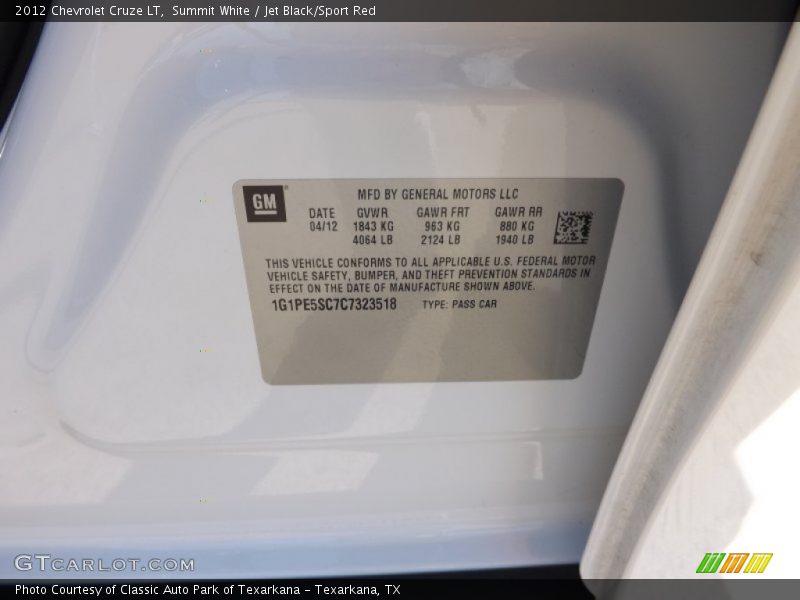 2012 Chevrolet Cruze LT,  Summit White / Jet Black/Sport Red
GM
MFD BY GENERAL MOTORS LLC
DATE GVWR GAWR FRT GAWR RR
04/12 1843 KG 963 KG 880 KG
4064 LB 2124 LB 1940 LB
THIS VEHICLE CONFORMS TO ALL APPLICABLE U.S. FEDERAL MOTOR
VEHICLE SAFETY, BUMPER, AND THEFT PREVENTION STANDARDS IN
EFFECT ON THE DATE OF MANUFACTURE SHOWN ABOVE.
1G1PE5SC7C7323518 TYPE: PASS CAR
GTCARLOT.COM
Photo Courtesy of Classic Auto Park of Texarkana - Texarkana, TX